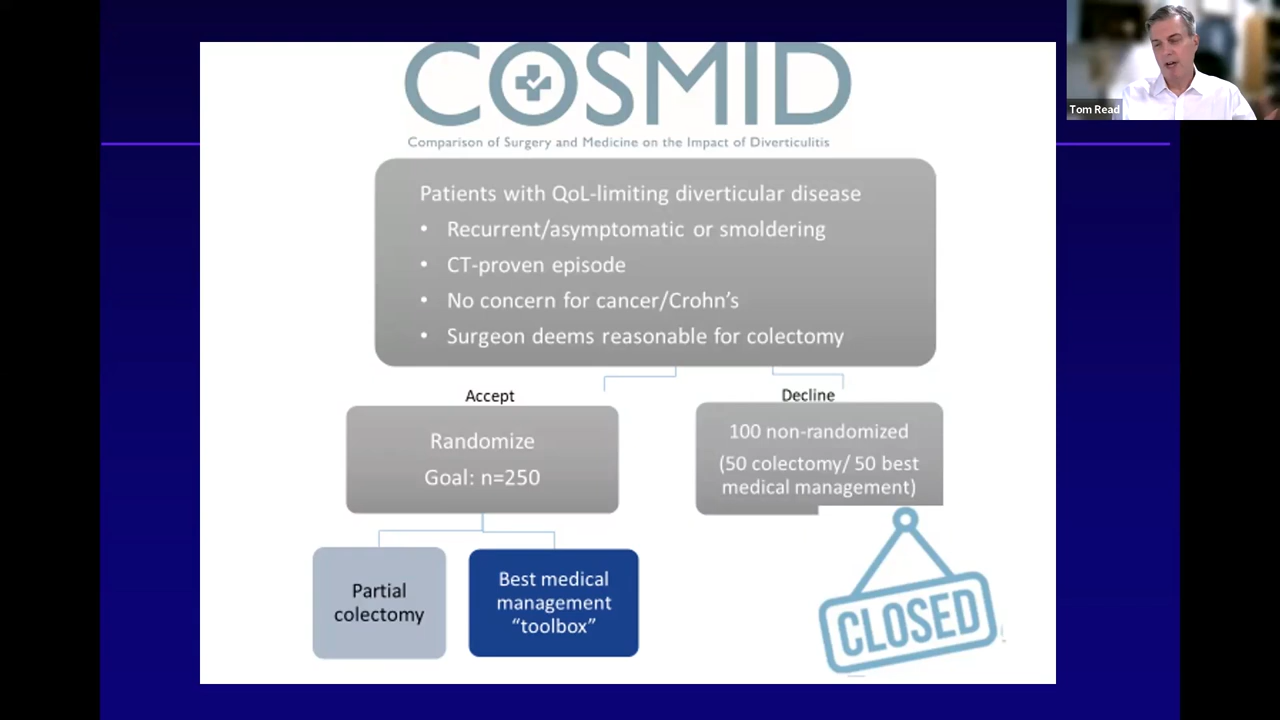 COSMID
Comparison of Surgery and Medicine on the Impact of Diverticulitis
Tom Read
Patients with QoL-limiting diverticular disease
• Recurrent/asymptomatic or smoldering
• CT-proven episode
• No concern for cancer/Crohn's
• Surgeon deems reasonable for colectomy
Accept
Decline
Randomize
Goal: n=250
100 non-randomized
(50 colectomy/ 50 best
medical management)
Partial
colectomy
Best medical
management
“toolbox”
CLOSED